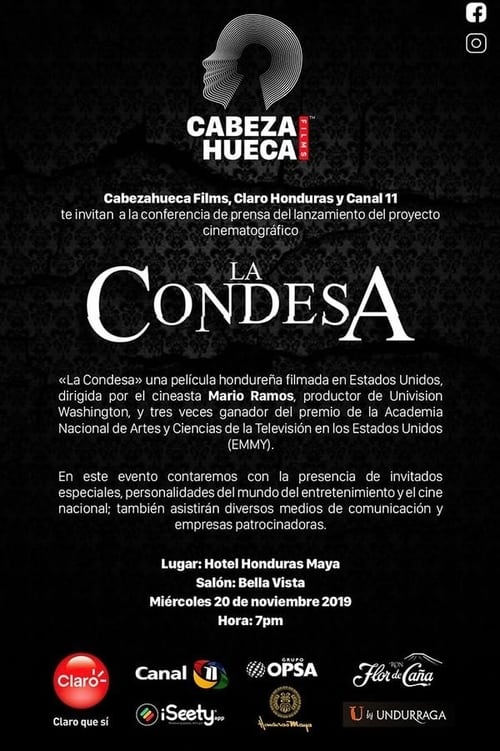 CABEZA
HUECA
FILMS
TM
Cabezahueca Films, Claro Honduras y Canal 11
te invitan a la conferencia de prensa del lanzamiento del proyecto
cinematográfico
LA
CONDESA
«La Condesa» una película hondureña filmada en Estados Unidos,
dirigida por el cineasta Mario Ramos, productor de Univision
Washington, y tres veces ganador del premio de la Academia
Nacional de Artes y Ciencias de la Televisión en los Estados Unidos
(EMMY).
En este evento contaremos con la presencia de invitados
especiales, personalidades del mundo del entretenimiento y el cine
nacional; también asistirán diversos medios de comunicación y
empresas patrocinadoras.
Lugar: Hotel Honduras Maya
Salón: Bella Vista
Miércoles 20 de noviembre 2019
Hora: 7pm
Claro
Claro que sí
Canal 11
GRUPO
OPSA
RON
Flor de Caña
iSeety app
Honduras Maya
U by UNDURRAGA